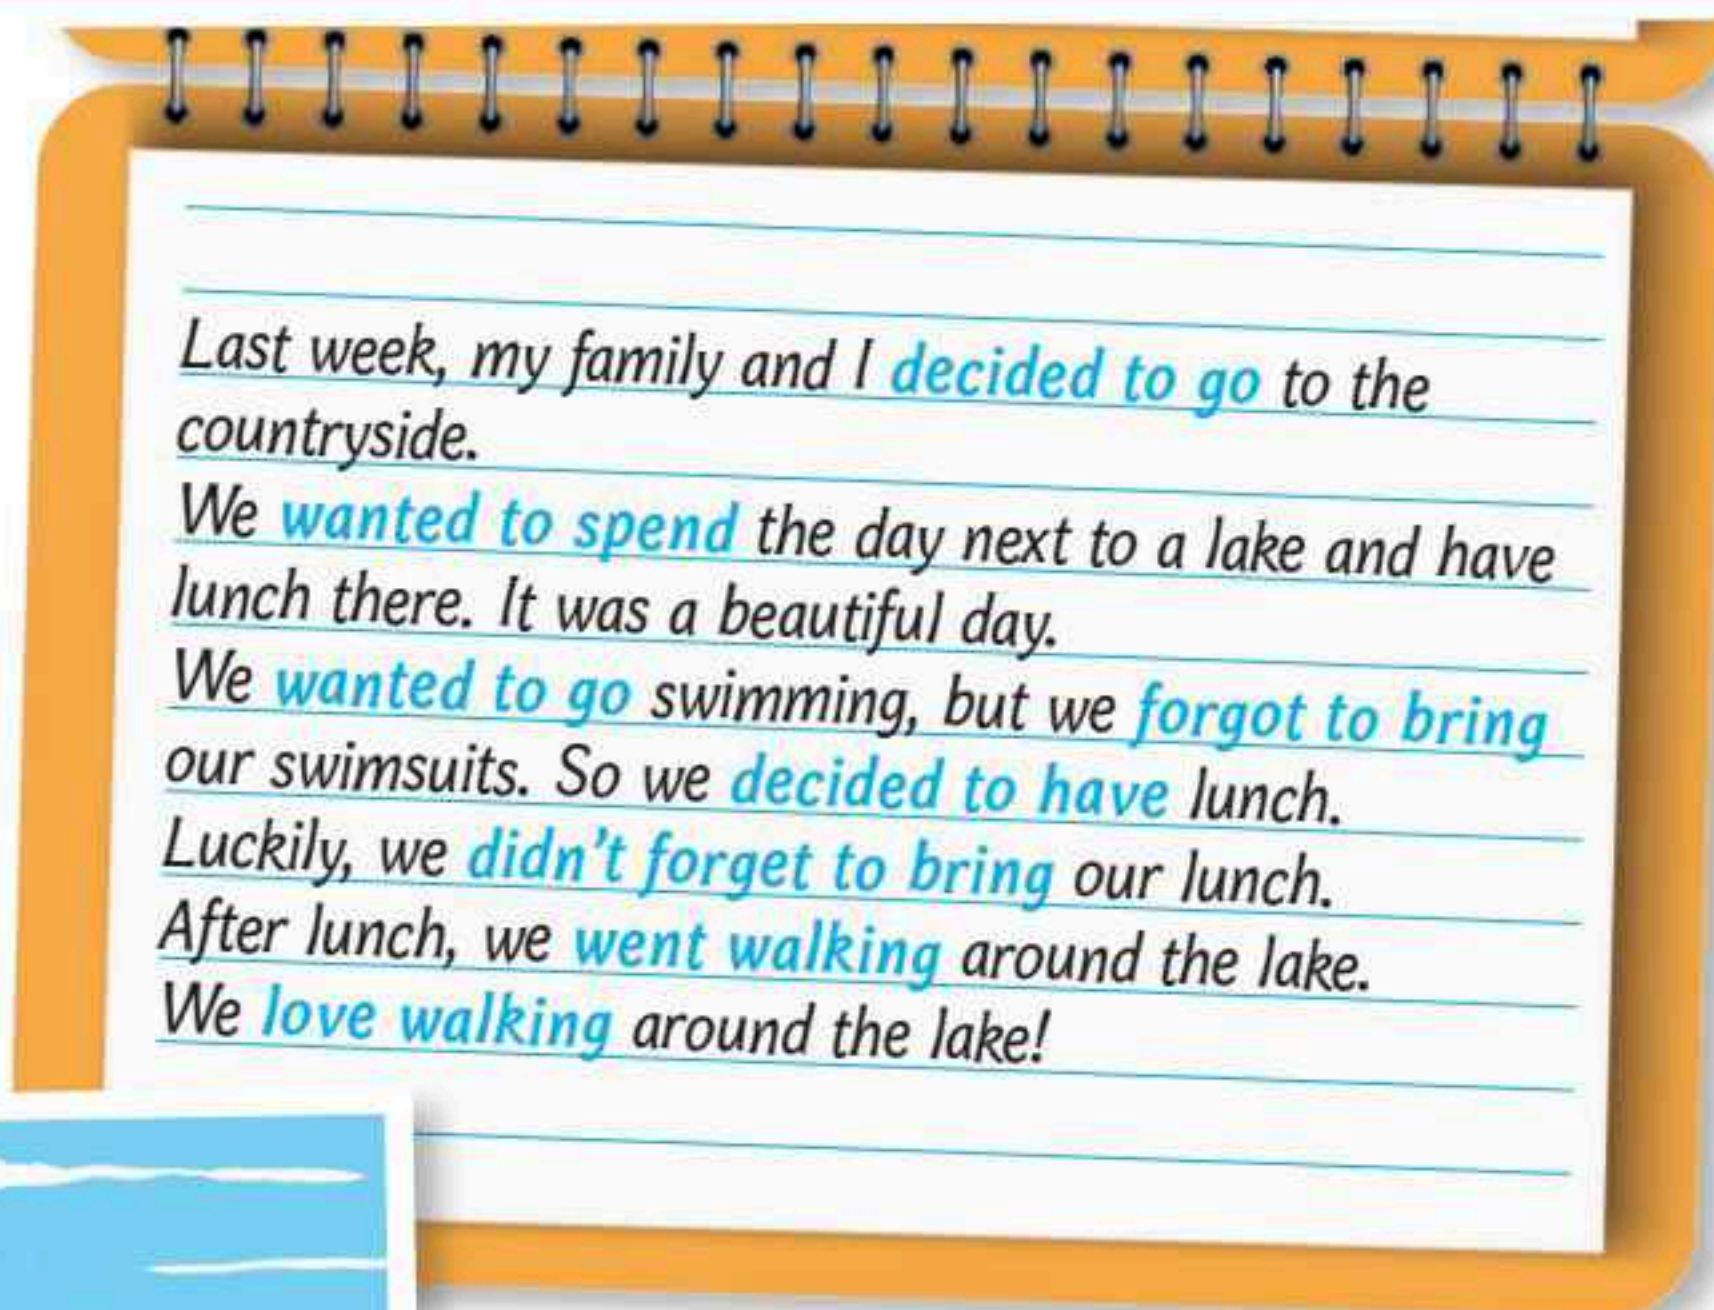 Last week, my family and I decided to go to the
countryside.
We wanted to spend the day next to a lake and have
lunch there. It was a beautiful day.
We wanted to go swimming, but we forgot to bring
our swimsuits. So we decided to have lunch.
Luckily, we didn't forget to bring our lunch.
After lunch, we went walking around the lake.
We love walking around the lake!